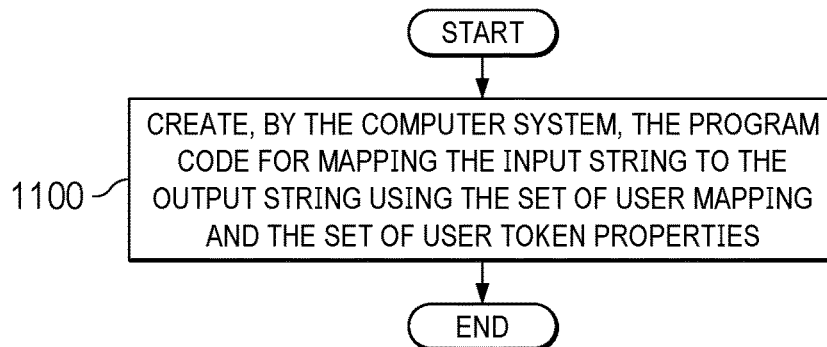 START
CREATE, BY THE COMPUTER SYSTEM, THE PROGRAM
CODE FOR MAPPING THE INPUT STRING TO THE
OUTPUT STRING USING THE SET OF USER MAPPING
AND THE SET OF USER TOKEN PROPERTIES
1100
END